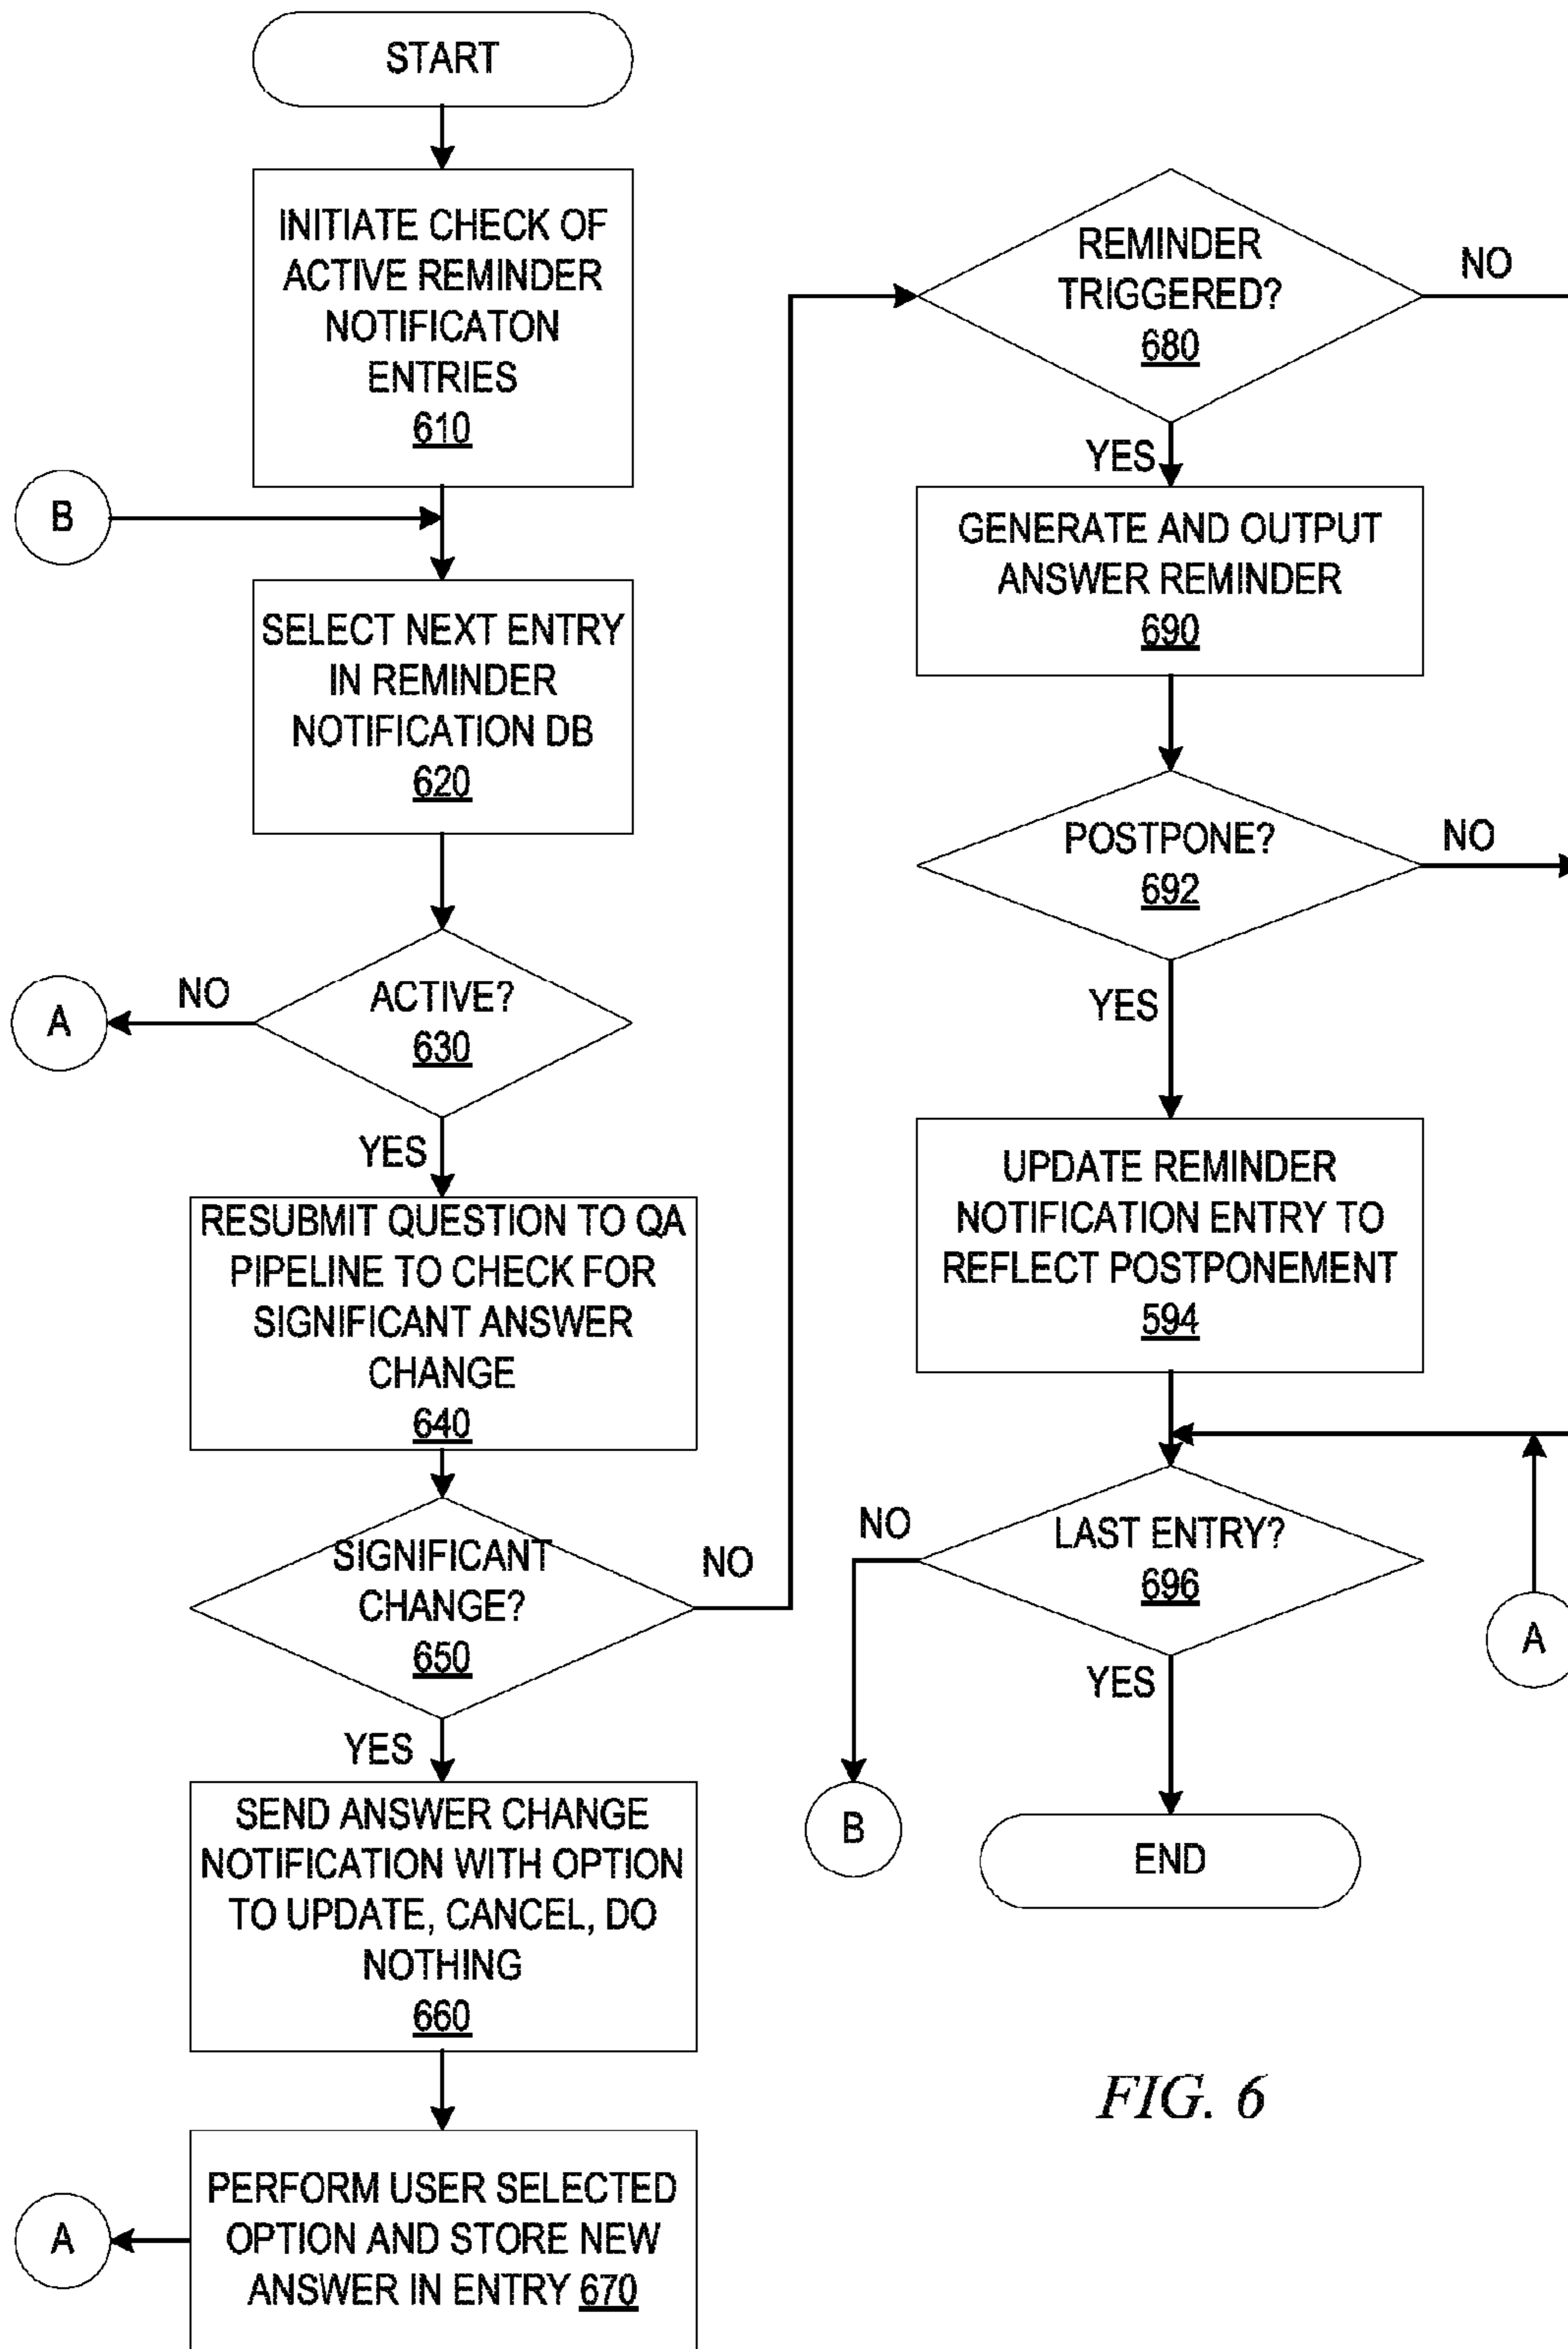 START
INITIATE CHECK OF
ACTIVE REMINDER
NOTIFICATON
ENTRIES
610
B
SELECT NEXT ENTRY
IN REMINDER
NOTIFICATION DB
620
ACTIVE?
630
NO
A
YES
RESUBMIT QUESTION TO QA
PIPELINE TO CHECK FOR
SIGNIFICANT ANSWER
CHANGE
640
SIGNIFICANT
CHANGE?
650
NO
YES
SEND ANSWER CHANGE
NOTIFICATION WITH OPTION
TO UPDATE, CANCEL, DO
NOTHING
660
PERFORM USER SELECTED
OPTION AND STORE NEW
ANSWER IN ENTRY 670
A
REMINDER
TRIGGERED?
680
NO
YES
GENERATE AND OUTPUT
ANSWER REMINDER
690
POSTPONE?
692
NO
YES
UPDATE REMINDER
NOTIFICATION ENTRY TO
REFLECT POSTPONEMENT
594
LAST ENTRY?
696
NO
A
YES
B
END
FIG. 6